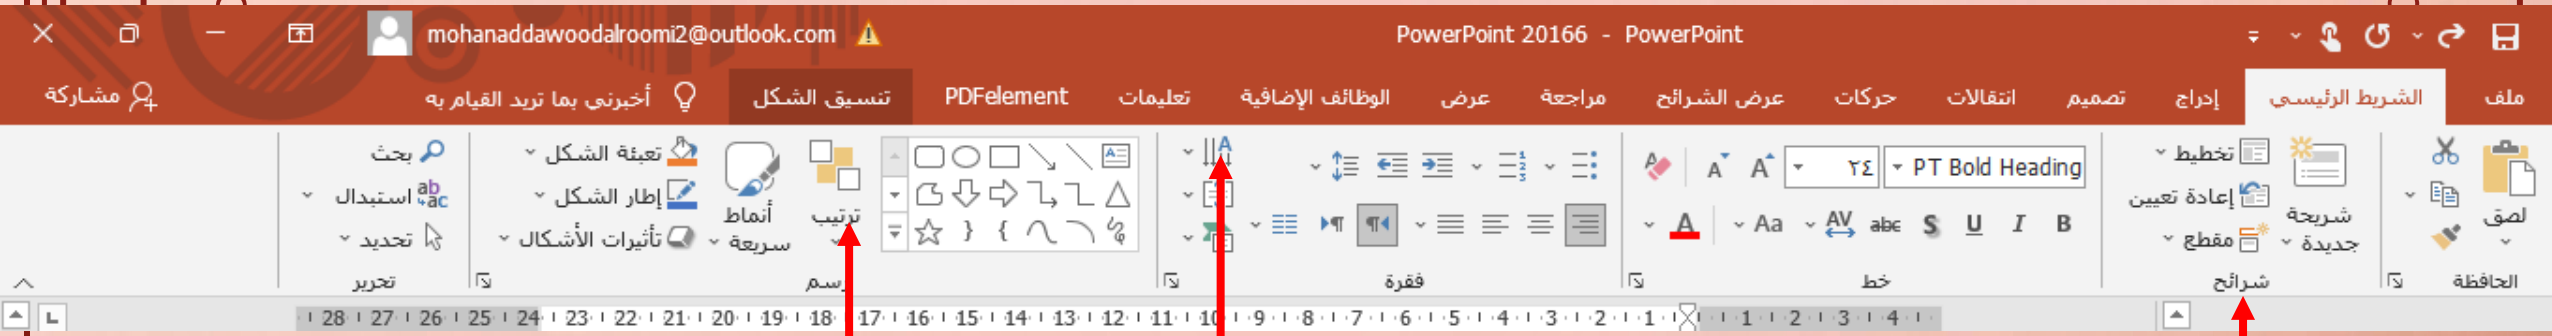 PowerPoint 20166 - PowerPoint
mohanaddawoodalroomi2@outlook.com
ملف
الشريط الرئيسي
إدراج
تصميم
انتقالات
حركات
عرض الشرائح
مراجعة
عرض
الوظائف الإضافية
تعليمات
PDFelement
تنسيق الشكل
أخبرني بما تريد القيام به
مشاركة
لصق
الحافظة
شريحة
جديدة
تخطيط
إعادة تعيين
مقطع
شرائح
PT Bold Heading
٢٤
A A
B I U S abc AV Aa A
خط
فقرة
ترتيب
أنماط
سريعة
تعبئة الشكل
إطار الشكل
تأثيرات الأشكال
رسم
بحث
استبدال
تحديد
تحرير
28 27 26 25 24 23 22 21 20 19 18 17 16 15 14 13 12 11 10 9 8 7 6 5 4 3 2 1 1 2 3 4